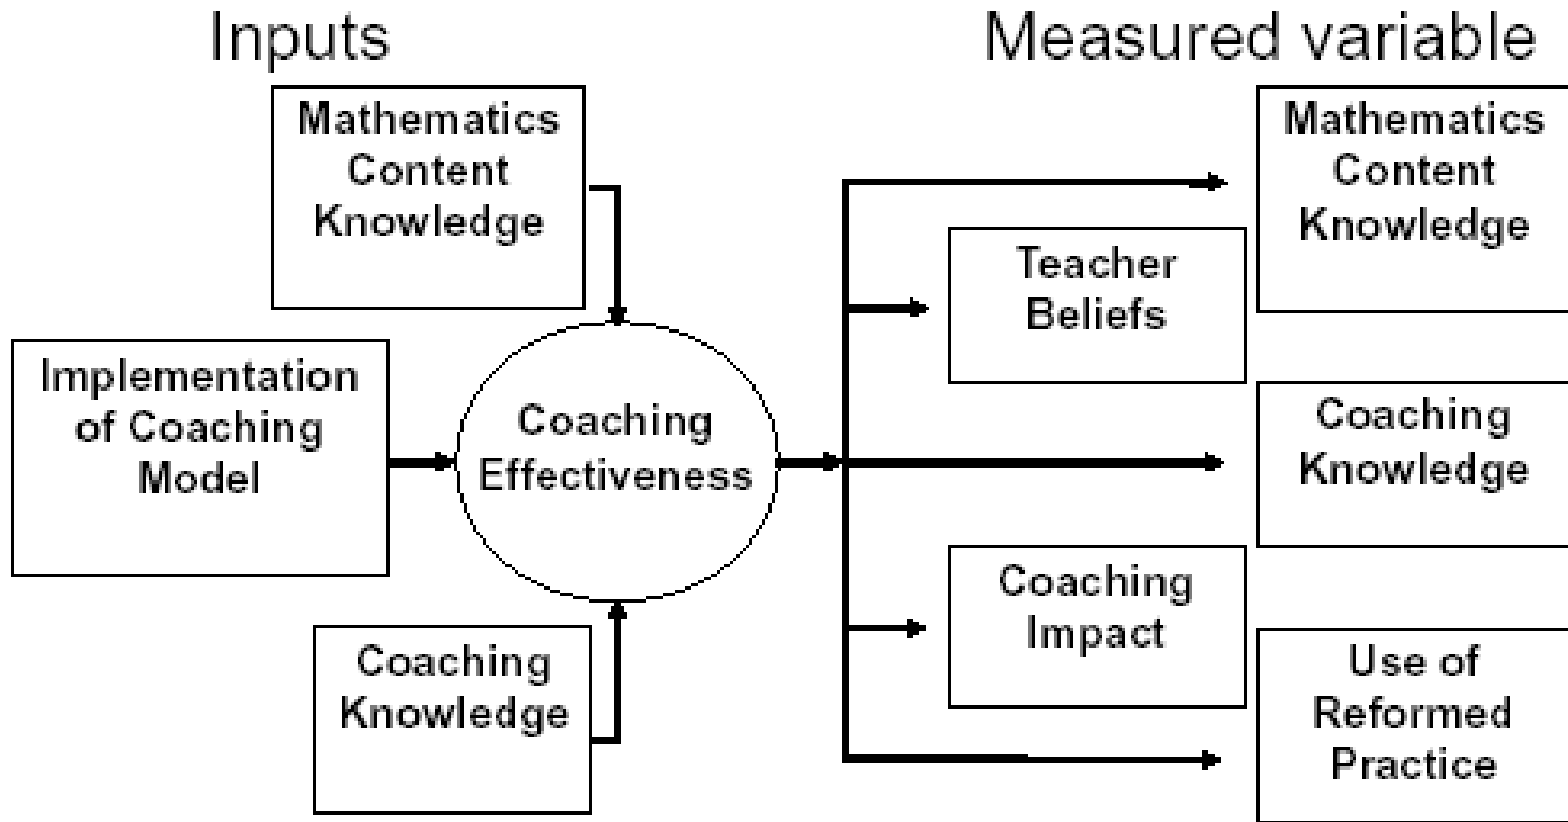 Inputs
Measured variable
Mathematics
Content
Knowledge
Implementation
of Coaching
Model
Coaching
Effectiveness
Coaching
Knowledge
Mathematics
Content
Knowledge
Teacher
Beliefs
Coaching
Knowledge
Coaching
Impact
Use of
Reformed
Practice